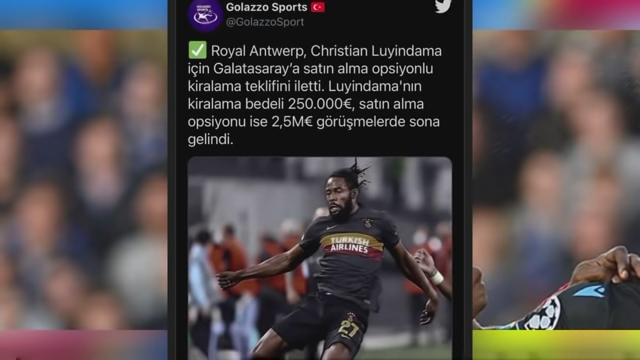 Golazzo Sports
@GolazzoSport
Royal Antwerp, Christian Luyindama
için Galatasaray'a satın alma opsiyonlu
kiralama teklifini iletti. Luyindama'nın
kiralama bedeli 250.000€, satın alma
opsiyonu ise 2,5M€ görüşmelerde sona
gelindi.
TURKISH
AIRLINES
27